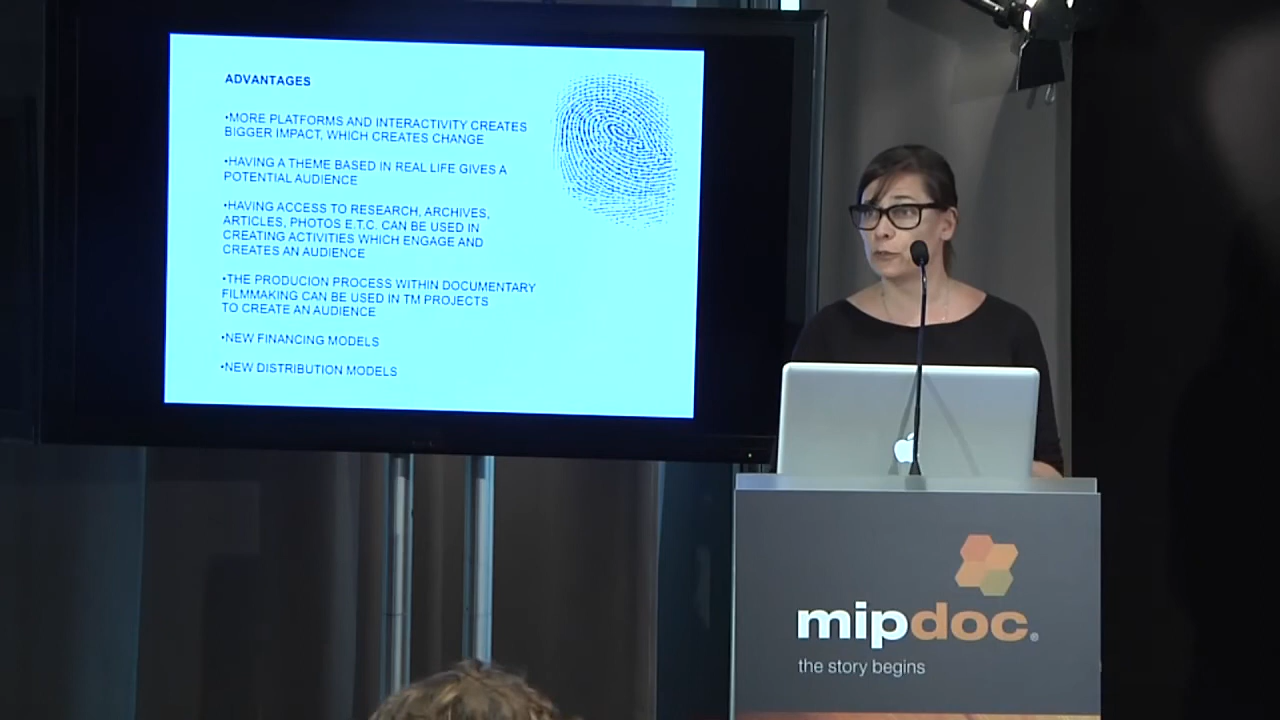 ADVANTAGES
•MORE PLATFORMS AND INTERACTIVITY CREATES
BIGGER IMPACT, WHICH CREATES CHANGE
•HAVING A THEME BASED IN REAL LIFE GIVES A
POTENTIAL AUDIENCE
•HAVING ACCESS TO RESEARCH, ARCHIVES,
ARTICLES, PHOTOS E.T.C. CAN BE USED IN
CREATING ACTIVITIES WHICH ENGAGE AND
CREATES AN AUDIENCE
•THE PRODUCION PROCESS WITHIN DOCUMENTARY
FILMMAKING CAN BE USED IN TM PROJECTS
TO CREATE AN AUDIENCE
•NEW FINANCING MODELS
•NEW DISTRIBUTION MODELS
mipdoc®
the story begins